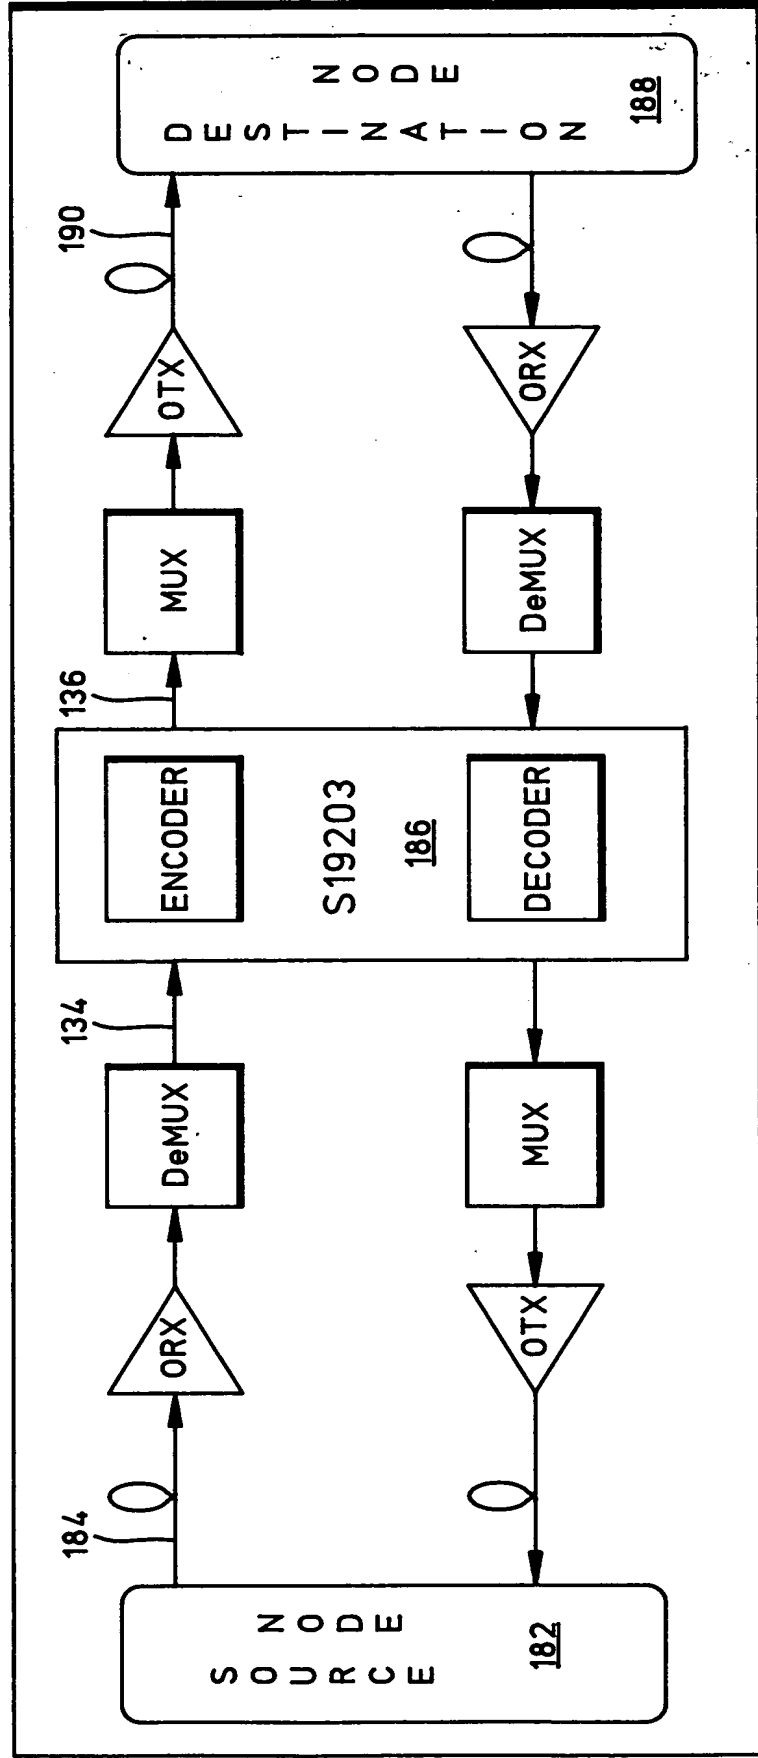 NODE
SOURCE
182
184
ORX
DeMUX
134
ENCODER
136
MUX
OTX
190
NODE
DESTINATION
188
S19203
186
OTX
MUX
DECODER
DeMUX
ORX